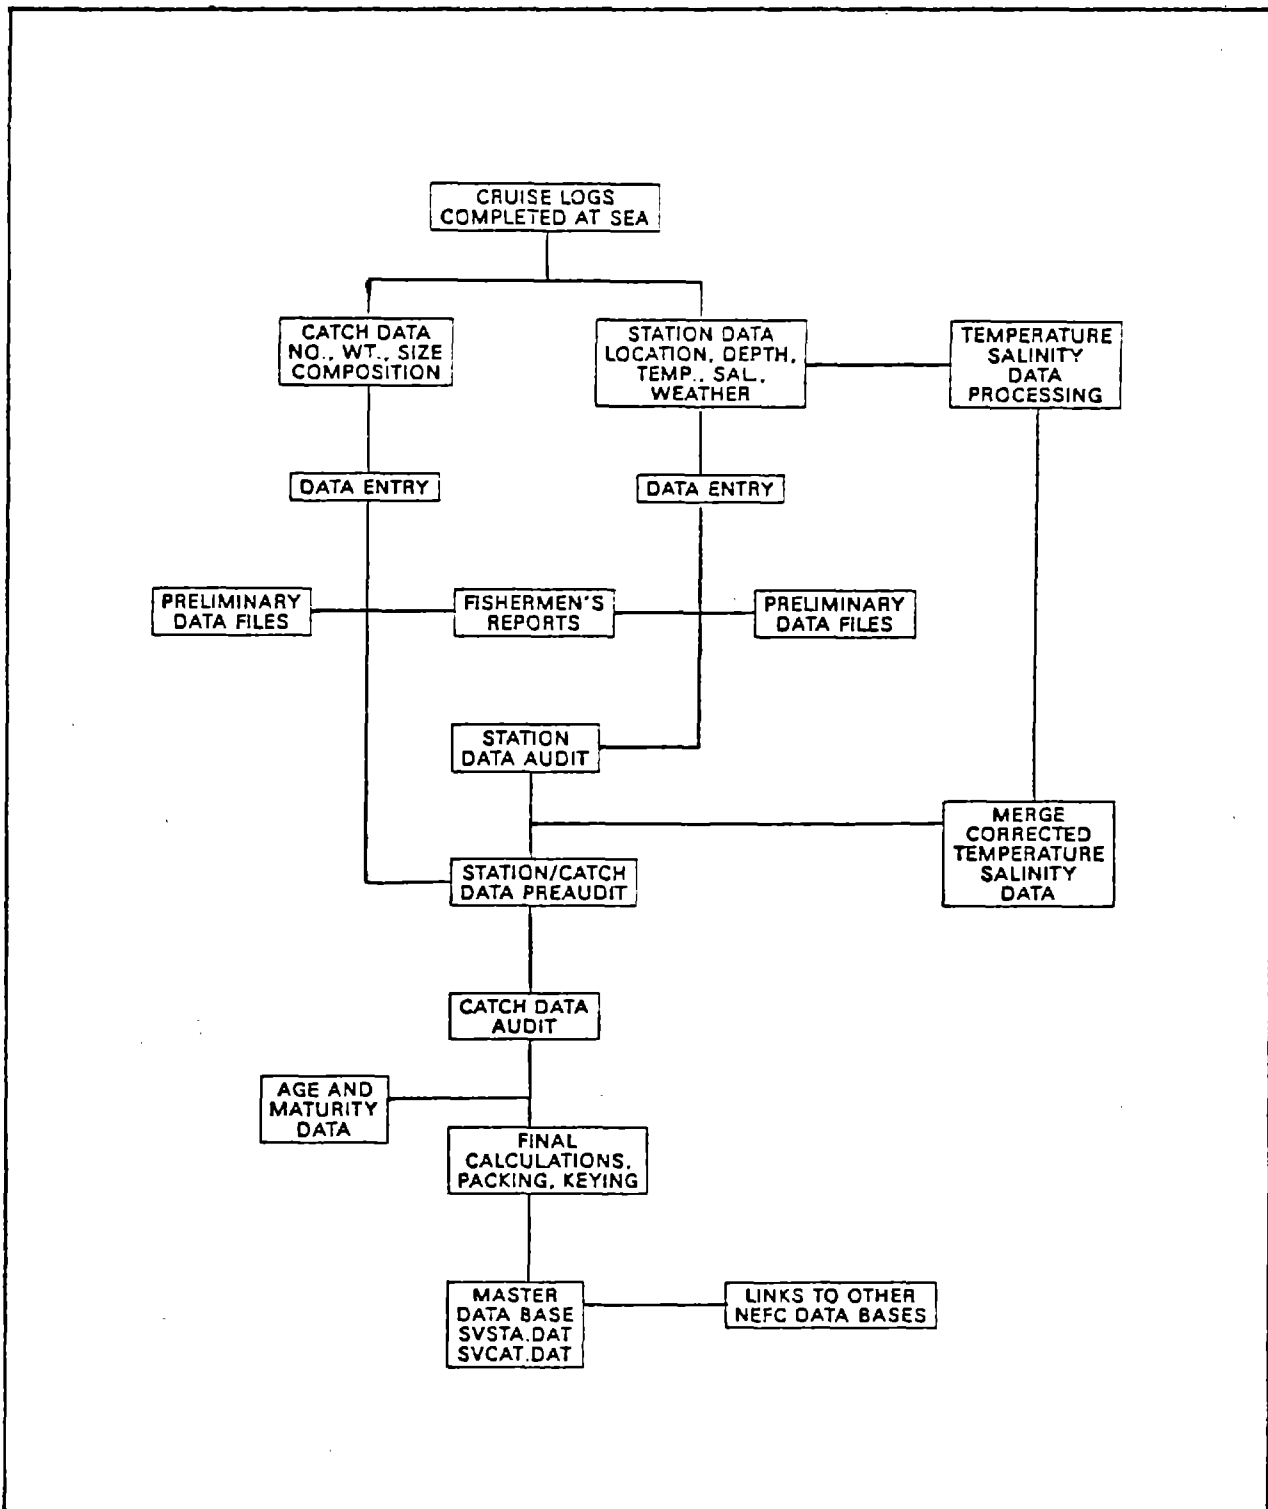 CRUISE LOGS
COMPLETED AT SEA
CATCH DATA
NO., WT., SIZE
COMPOSITION
STATION DATA
LOCATION, DEPTH,
TEMP., SAL.,
WEATHER
TEMPERATURE
SALINITY
DATA
PROCESSING
DATA ENTRY
DATA ENTRY
PRELIMINARY
DATA FILES
FISHERMEN'S
REPORTS
PRELIMINARY
DATA FILES
STATION
DATA AUDIT
MERGE
CORRECTED
TEMPERATURE
SALINITY
DATA
STATION/CATCH
DATA PREAUDIT
CATCH DATA
AUDIT
AGE AND
MATURITY
DATA
FINAL
CALCULATIONS,
PACKING, KEYING
MASTER
DATA BASE
SVSTA.DAT
SVCAT.DAT
LINKS TO OTHER
NEFC DATA BASES